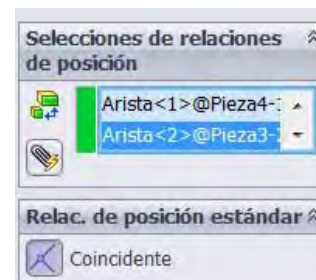 Selecciones de relaciones
de posición
Arista<1>@Pieza4-
Arista<2>@Pieza3-
Relac. de posición estándar
Coincidente